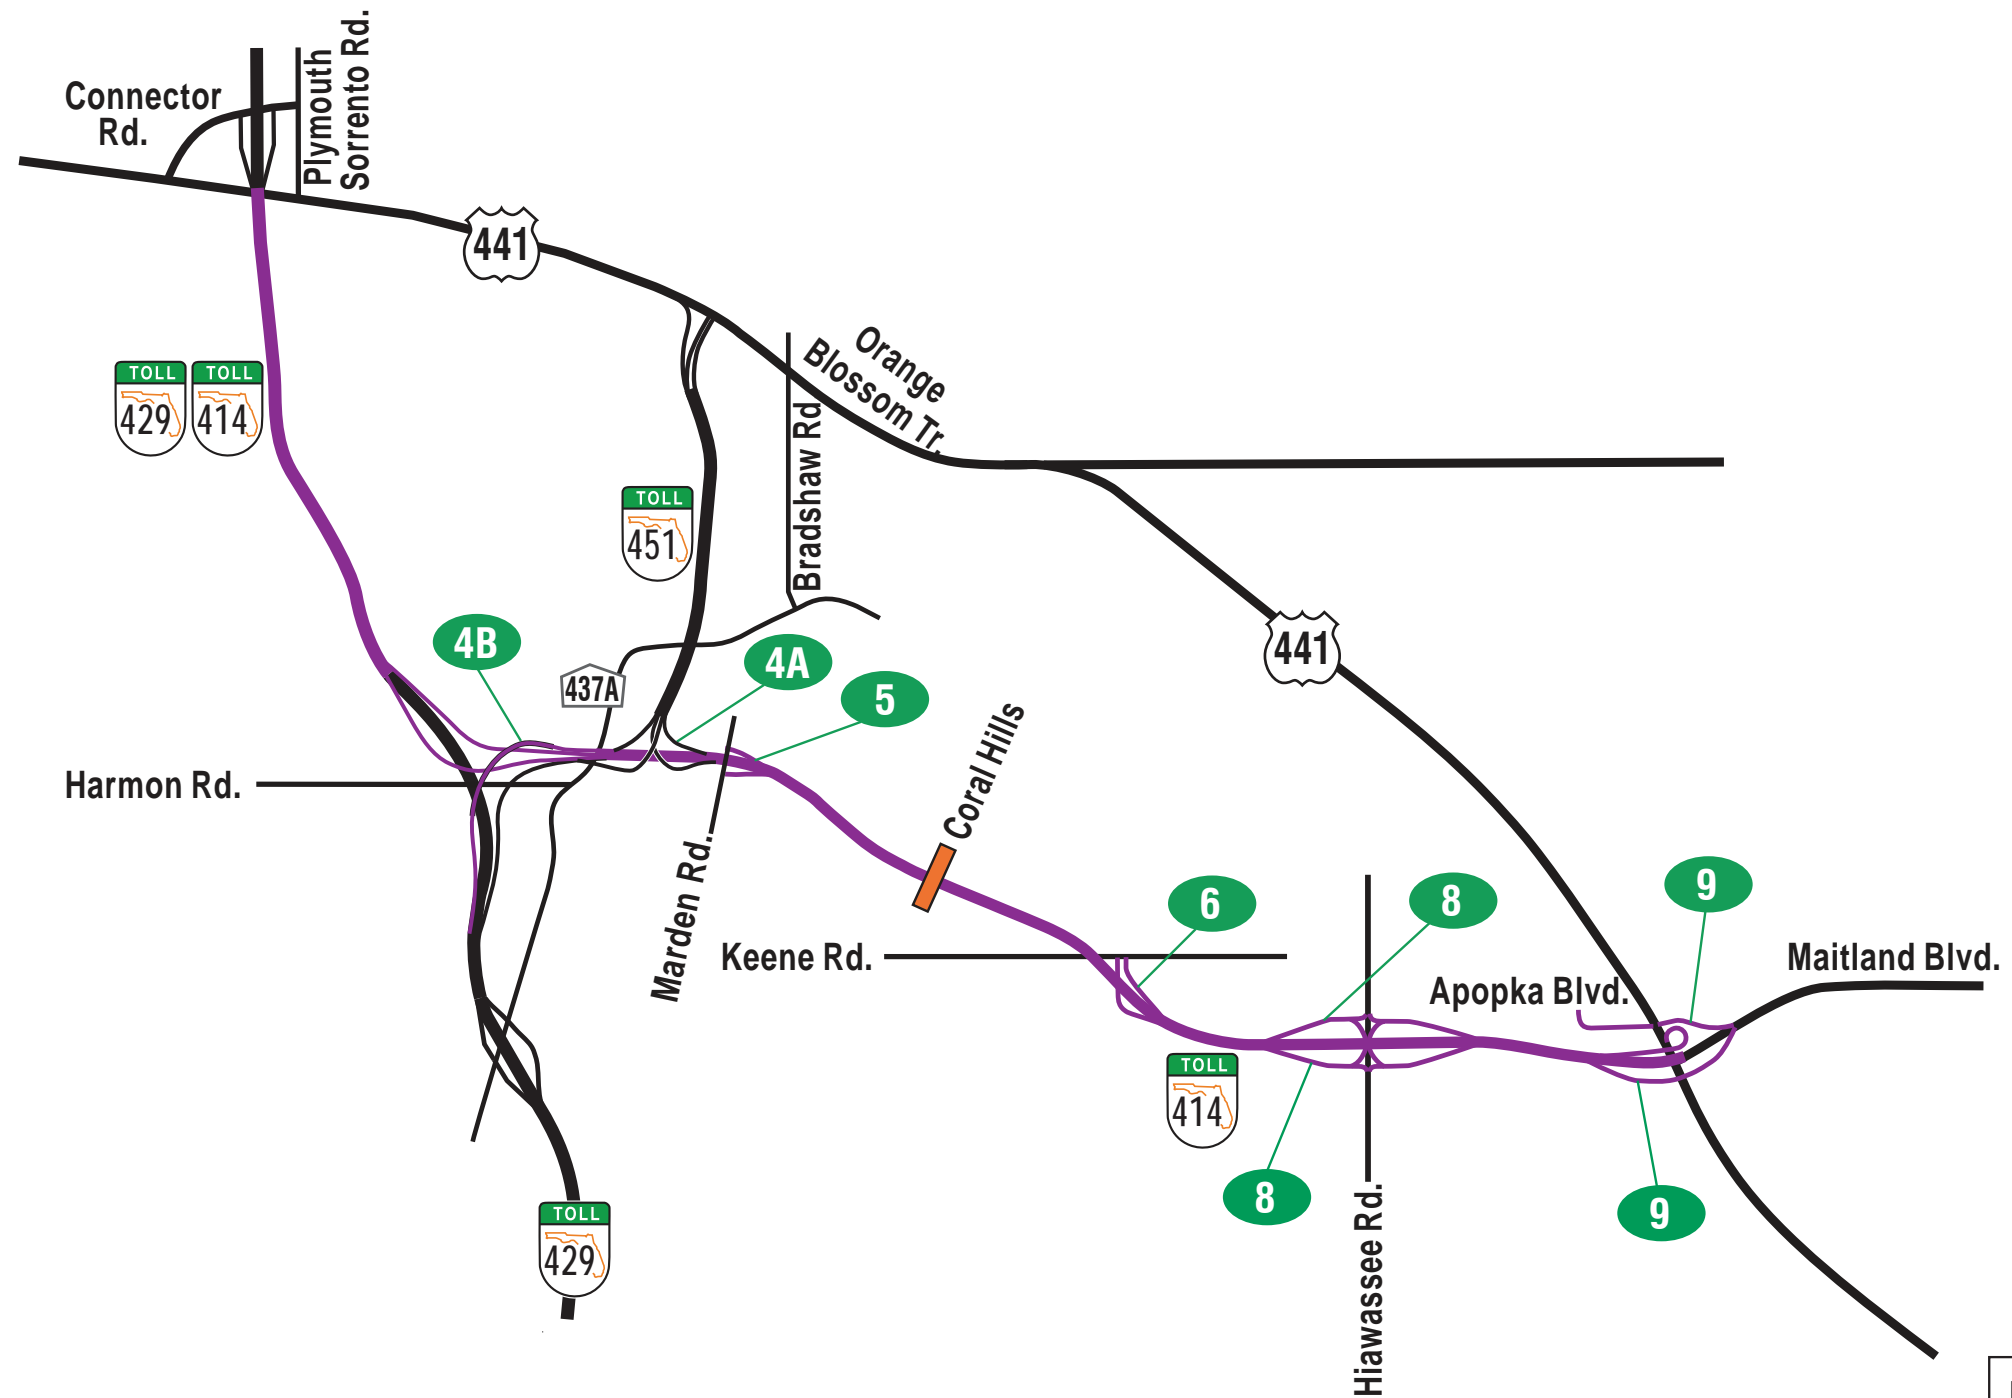 Connector
Rd.
Plymouth
Sorrento Rd.
441
TOLL
429
TOLL
414
Orange
Blossom Tr.
Bradshaw Rd
TOLL
451
4B
437A
4A
5
Harmon Rd.
Marden Rd.
Coral Hills
441
Keene Rd.
6
8
9
Apopka Blvd.
Maitland Blvd.
TOLL
414
8
9
Hiawassee Rd.
TOLL
429